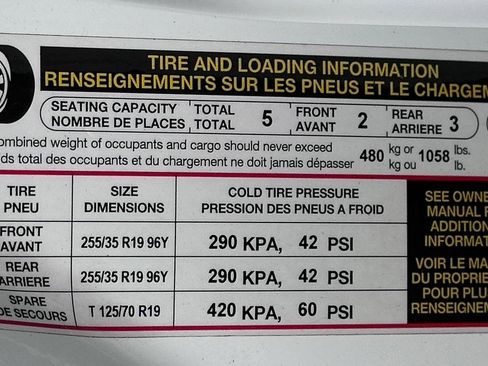 TIRE AND LOADING INFORMATION
RENSEIGNEMENTS SUR LES PNEUS ET LE CHARGEM
SEATING CAPACITY TOTAL 5 FRONT 2 REAR 3
NOMBRE DE PLACES TOTAL AVANT ARRIERE
ombined weight of occupants and cargo should never exceed 480 kg or 1058 lbs.
ds total des occupants et du chargement ne doit jamais dépasser kg ou lb.
TIRE SIZE COLD TIRE PRESSURE
PNEU DIMENSIONS PRESSION DES PNEUS A FROID
FRONT
AVANT 255/35 R19 96Y 290 KPA, 42 PSI
REAR
ARRIERE 255/35 R19 96Y 290 KPA, 42 PSI
SPARE
DE SECOURS T 125/70 R19 420 KPA, 60 PSI
SEE OWNE
MANUAL F
ADDITION
INFORMAT
VOIR LE MA
DU PROPRIE
POUR PLU
RENSEIGNEM